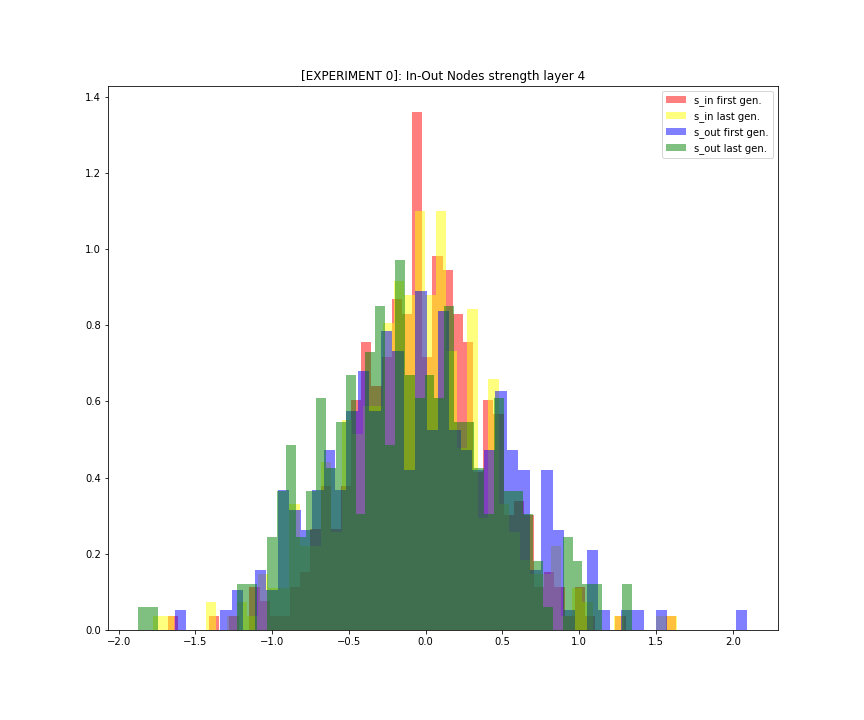 [EXPERIMENT 0]: In-Out Nodes strength layer 4
s_in first gen.
s_in last gen.
s_out first gen.
s_out last gen.
1.4
1.2
1.0
0.8
0.6
0.4
0.2
0.0
−2.0 −1.5 −1.0 −0.5 0.0 0.5 1.0 1.5 2.0